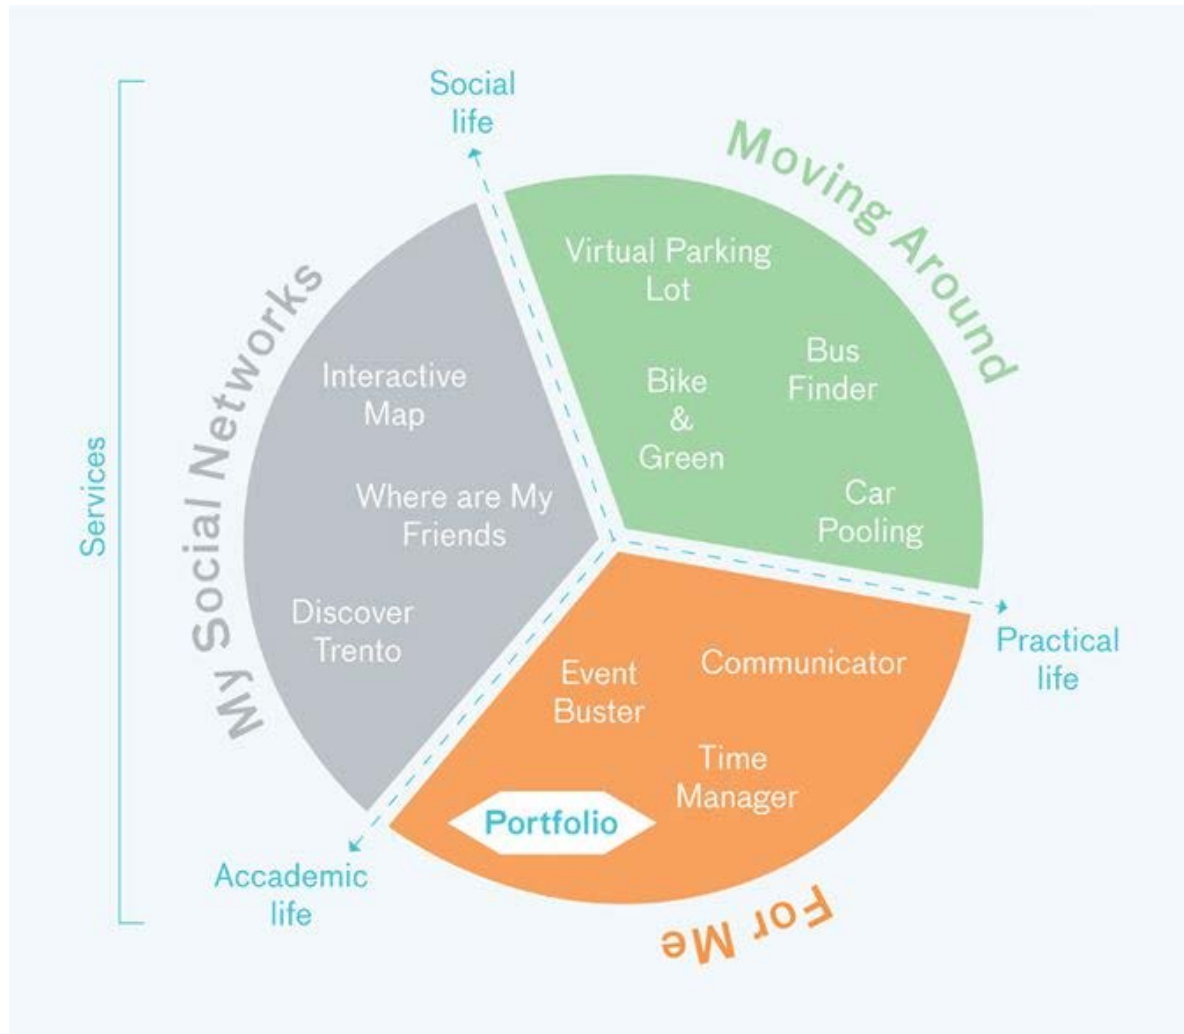 Social
life
Moving Around
Virtual Parking
Lot
Bus
Finder
Bike
&
Green
Car
Pooling
My Social Networks
Interactive
Map
Where are My
Friends
Discover
Trento
Services
Practical
life
Communicator
Event
Buster
Time
Manager
Portfolio
Accademic
life
For Me